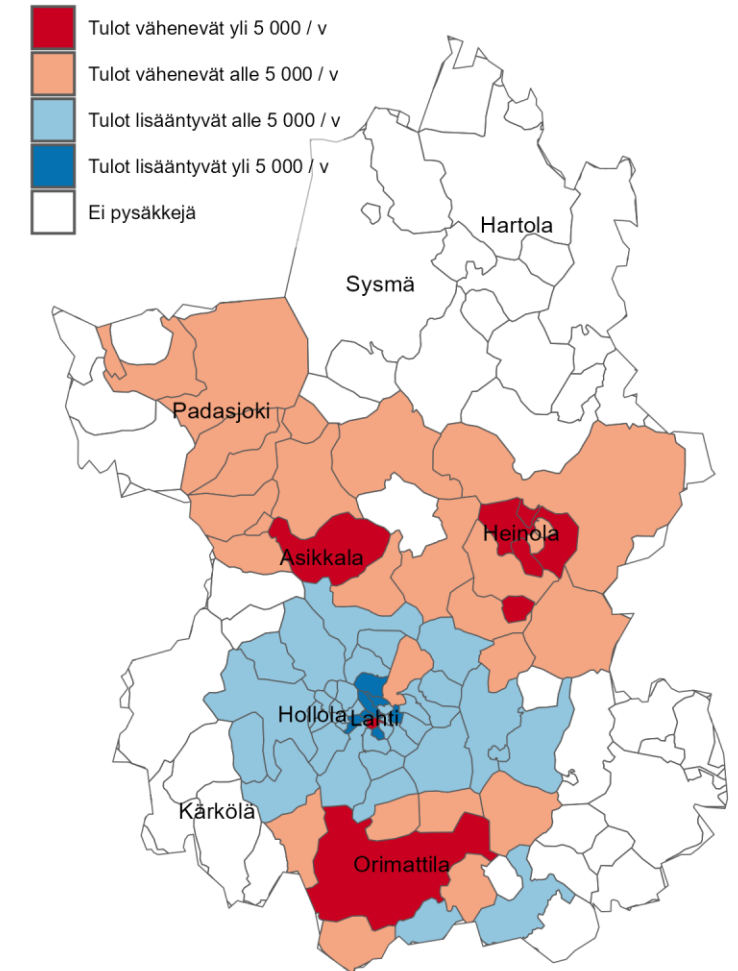 Tulot vähenevät yli 5 000 / v
Tulot vähenevät alle 5 000 / v
Tulot lisääntyvät alle 5 000 / v
Tulot lisääntyvät yli 5 000 / v
Ei pysäkkejä
Hartola
Sysmä
Padasjoki
Heinola
Asikkala
Hollola
Lahti
Kärkölä
Orimattila